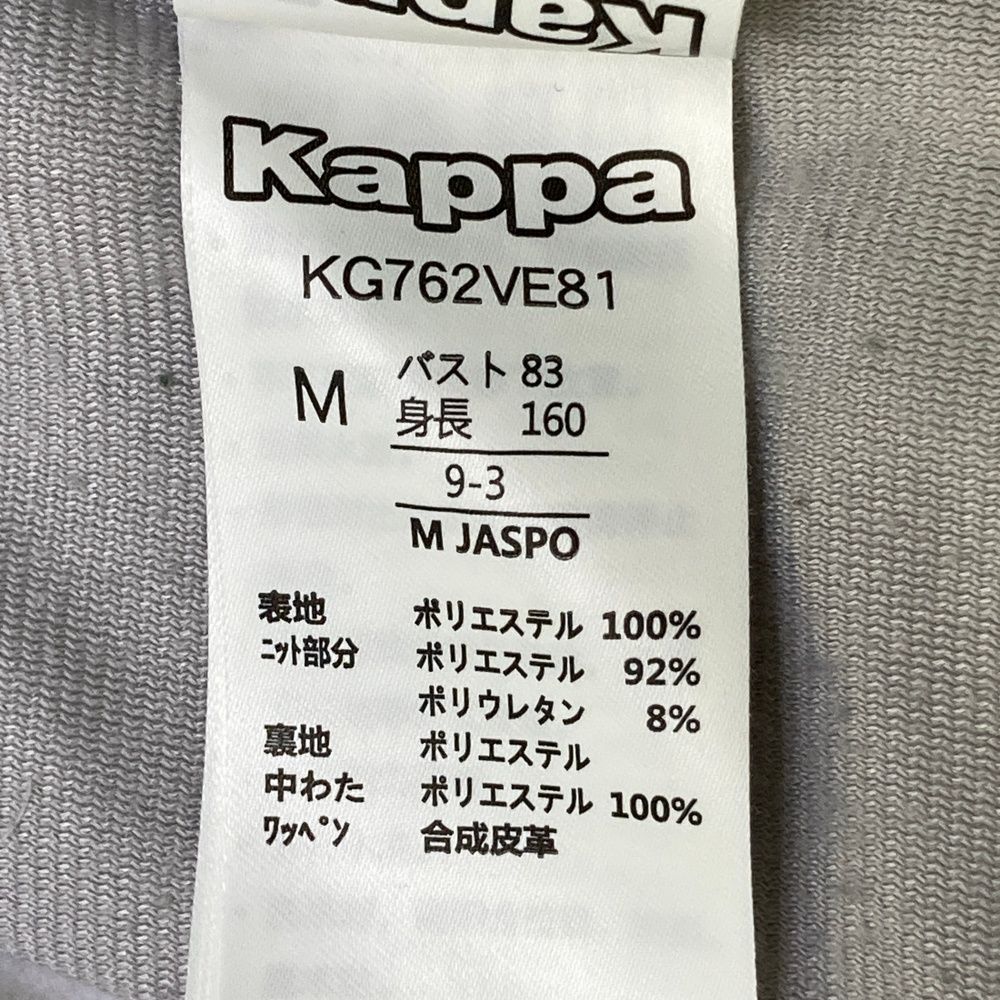 Kappa
Kappa
KG762VE81
M バスト 83
身長 160
9-3
M JASPO
表地 ポリエステル 100%
ﾆｯﾄ部分 ポリエステル 92%
ポリウレタン 8%
裏地 ポリエステル
中わた ポリエステル 100%
ﾜｯﾍﾟﾝ 合成皮革